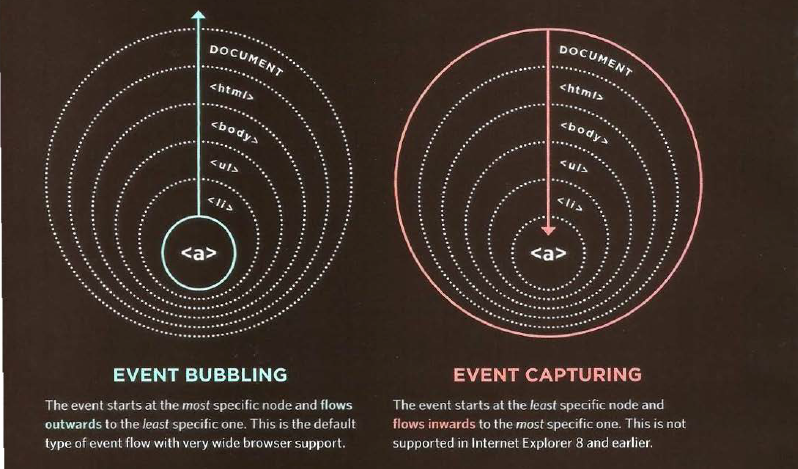 DOCUMENT
<html>
<body>
<ul>
<li>
<a>
EVENT BUBBLING
The event starts at the most specific node and flows
outwards to the least specific one. This is the default
type of event flow with very wide browser support.
DOCUMENT
<html>
<body>
<ul>
<li>
<a>
EVENT CAPTURING
The event starts at the least specific node and
flows inwards to the most specific one. This is not
supported in Internet Explorer 8 and earlier.